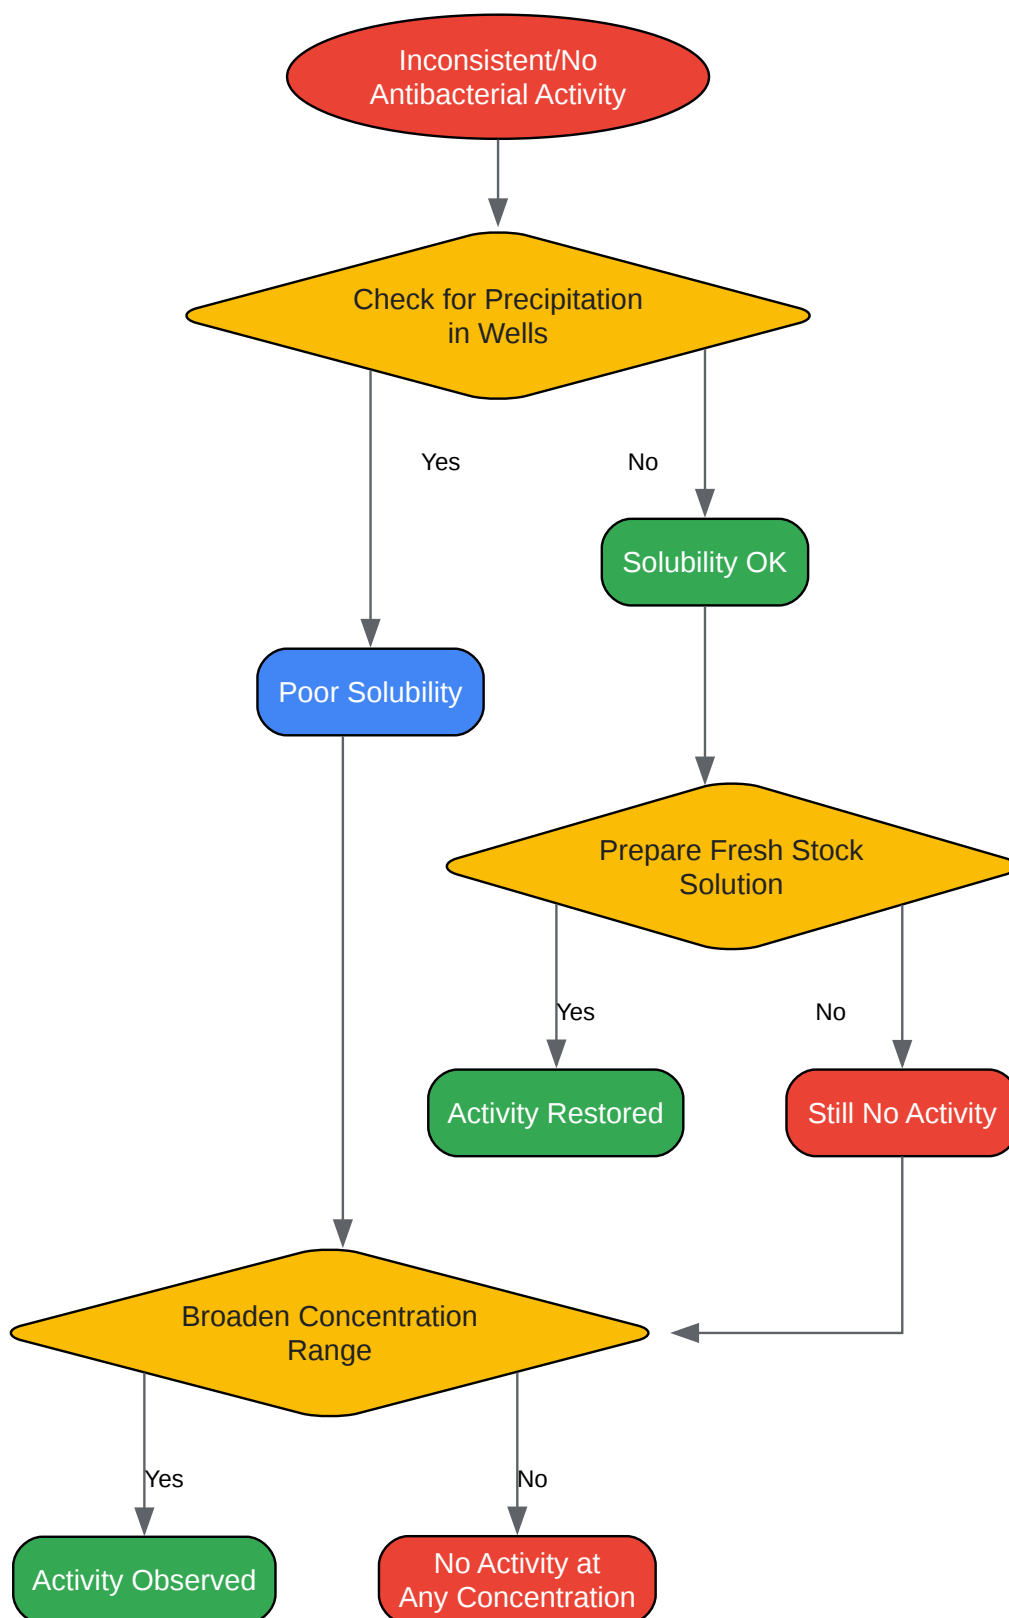 Inconsistent/No
Antibacterial Activity
Check for Precipitation
in Wells
Yes
No
Solubility OK
Poor Solubility
Prepare Fresh Stock
Solution
Yes
No
Activity Restored
Still No Activity
Broaden Concentration
Range
Yes
No
Activity Observed
No Activity at
Any Concentration